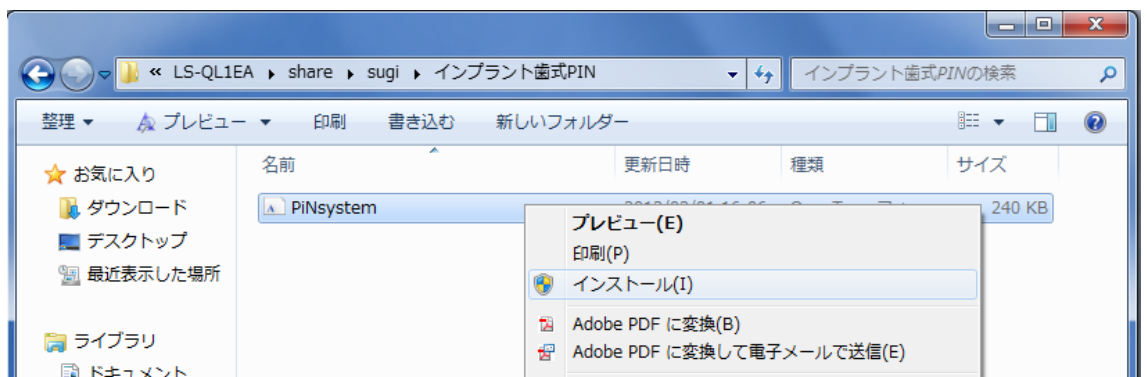 « LS-QL1EA ▸ share ▸ sugi ▸ インプラント歯式PIN
インプラント歯式PINの検索
整理 プレビュー 印刷 書き込む 新しいフォルダー
名前 更新日時 種類 サイズ
お気に入り
ダウンロード
デスクトップ
最近表示した場所
ライブラリ
ドキュメント
PiNsystem 240 KB
プレビュー(E)
印刷(P)
インストール(I)
Adobe PDF に変換(B)
Adobe PDF に変換して電子メールで送信(E)